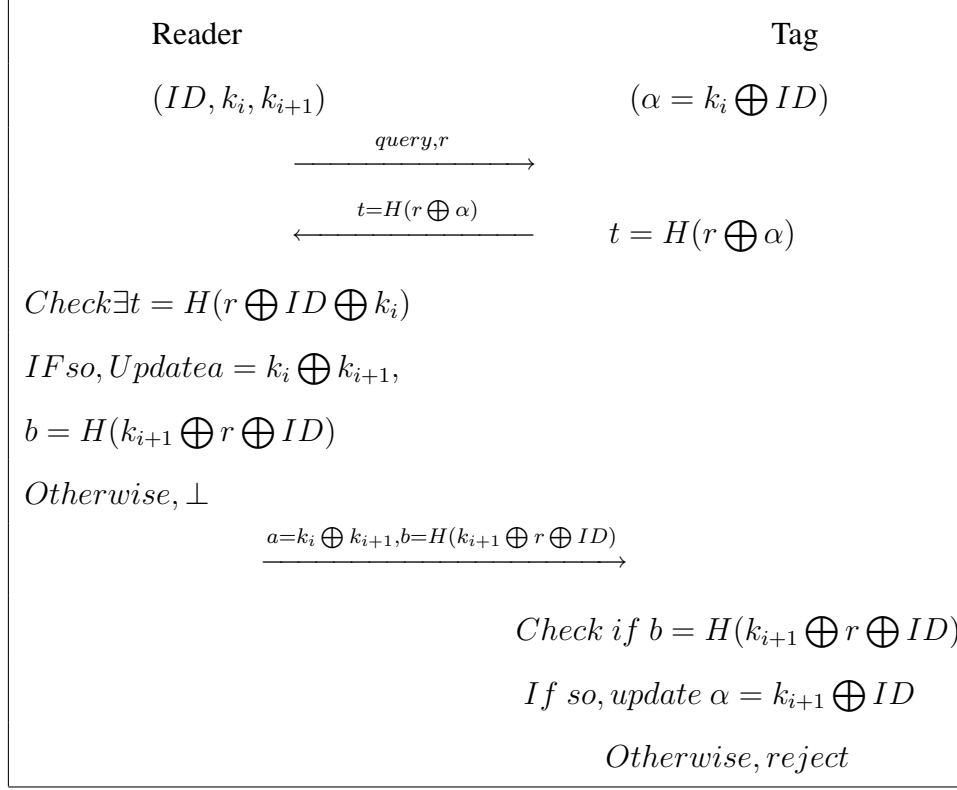 Reader Tag
(ID, k_i, k_{i+1}) (α = k_i ⨁ ID)
query,r
t=H(r ⨁ α)
t = H(r ⨁ α)
Check∃t = H(r ⨁ ID ⨁ k_i)
IFso, Updatea = k_i ⨁ k_{i+1},
b = H(k_{i+1} ⨁ r ⨁ ID)
Otherwise, ⊥
a=k_i ⨁ k_{i+1},b=H(k_{i+1} ⨁ r ⨁ ID)
Check if b = H(k_{i+1} ⨁ r ⨁ ID)
If so, update α = k_{i+1} ⨁ ID
Otherwise, reject